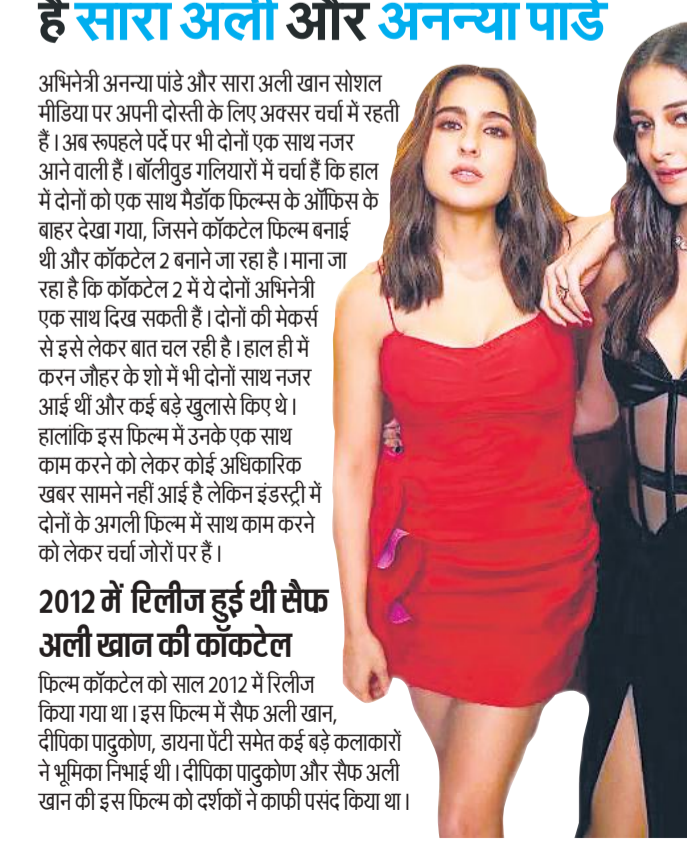 हैं सारा अली और अनन्या पांडे
अभिनेत्री अनन्या पांडे और सारा अली खान सोशल
मीडिया पर अपनी दोस्ती के लिए अक्सर चर्चा में रहती
हैं। अब रूपहले पर्दे पर भी दोनों एक साथ नजर
आने वाली हैं। बॉलीवुड गलियारों में चर्चा हैं कि हाल
में दोनों को एक साथ मैडॉक फिल्म्स के ऑफिस के
बाहर देखा गया, जिसने कॉकटेल फिल्म बनाई
थी और कॉकटेल 2 बनाने जा रहा है। माना जा
रहा है कि कॉकटेल 2 में ये दोनों अभिनेत्री
एक साथ दिख सकती हैं। दोनों की मेकर्स
से इसे लेकर बात चल रही है। हाल ही में
करन जौहर के शो में भी दोनों साथ नजर
आई थीं और कई बड़े खुलासे किए थे।
हालांकि इस फिल्म में उनके एक साथ
काम करने को लेकर कोई अधिकारिक
खबर सामने नहीं आई है लेकिन इंडस्ट्री में
दोनों के अगली फिल्म में साथ काम करने
को लेकर चर्चा जोरों पर हैं।
2012 में रिलीज हुई थी सैफ
अली खान की कॉकटेल
फिल्म कॉकटेल को साल 2012 में रिलीज
किया गया था। इस फिल्म में सैफ अली खान,
दीपिका पादुकोण, डायना पेंटी समेत कई बड़े कलाकारों
ने भूमिका निभाई थी। दीपिका पादुकोण और सैफ अली
खान की इस फिल्म को दर्शकों ने काफी पसंद किया था।